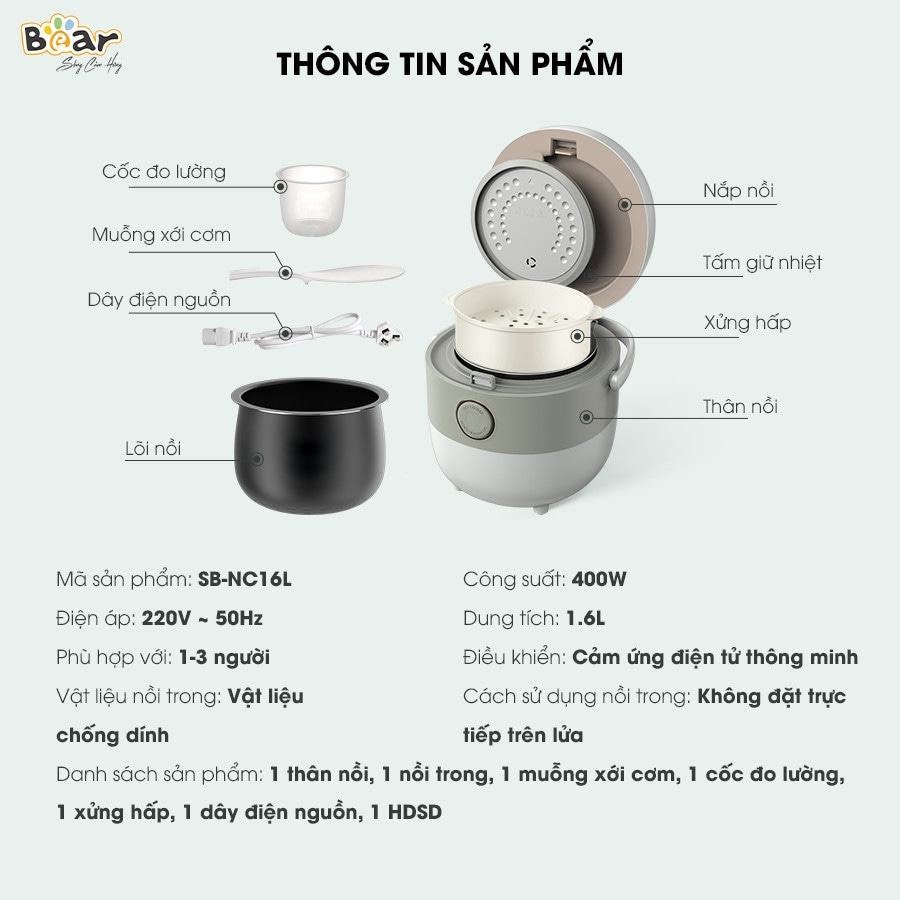 Bear
Sống Cảm Hứng
THÔNG TIN SẢN PHẨM
Cốc đo lường
Muỗng xới cơm
Dây điện nguồn
Lõi nồi
Nắp nồi
Tấm giữ nhiệt
Xửng hấp
Thân nồi
Mã sản phẩm: SB-NC16L
Điện áp: 220V ~ 50Hz
Phù hợp với: 1-3 người
Vật liệu nồi trong: Vật liệu
chống dính
Công suất: 400W
Dung tích: 1.6L
Điều khiển: Cảm ứng điện tử thông minh
Cách sử dụng nồi trong: Không đặt trực
tiếp trên lửa
Danh sách sản phẩm: 1 thân nồi, 1 nồi trong, 1 muỗng xới cơm, 1 cốc đo lường,
1 xửng hấp, 1 dây điện nguồn, 1 HDSD